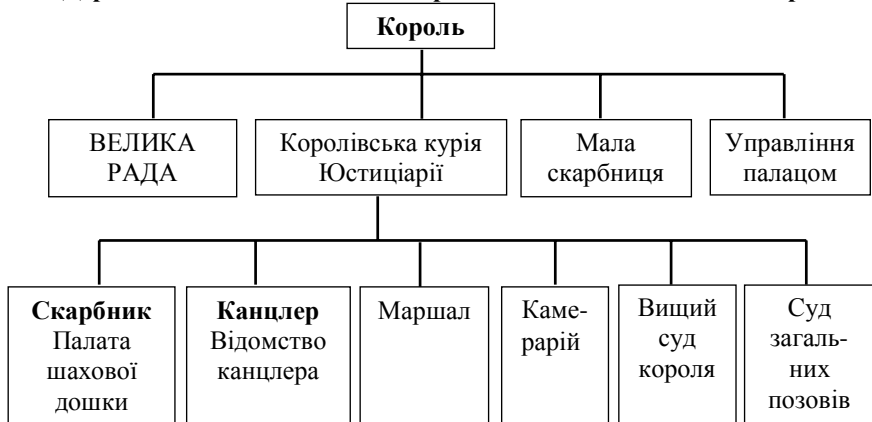 Король
ВЕЛИКА
РАДА
Королівська курія
Юстиціарії
Мала
скарбниця
Управління
палацом
Скарбник
Палата
шахової
дошки
Канцлер
Відомство
канцлера
Маршал
Каме-
рарій
Вищий
суд
короля
Суд
загаль-
них
позовів